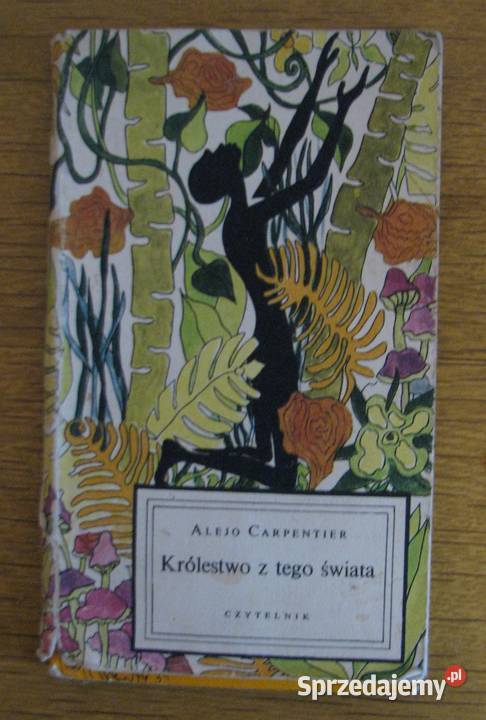 ALEJO CARPENTIER
Królestwo z tego świata
CZYTELNIK
Sprzedajemy.pl